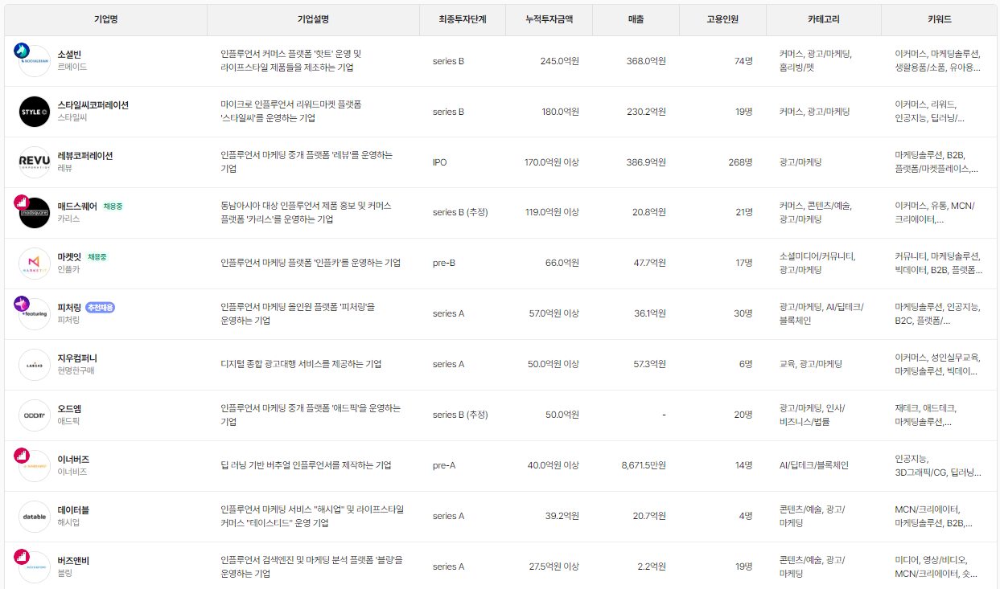 기업명 기업설명 최종투자단계 누적투자금액 매출 고용인원 카테고리 키워드
SOCIALBEAN
소셜빈
르메이드
인플루언서 커머스 플랫폼 '핫트' 운영 및
라이프스타일 제품들을 제조하는 기업
series B
245.0억원
368.0억원
74명
커머스, 광고/마케팅,
홈리빙/펫
이커머스, 마케팅솔루션,
생활용품/소품, 유아용...
STYLE C
스타일씨코퍼레이션
스타일씨
마이크로 인플루언서 리워드마켓 플랫폼
'스타일씨'를 운영하는 기업
series B
180.0억원
230.2억원
19명
커머스, 광고/마케팅
이커머스, 리워드,
인공지능, 딥러닝/...
REVU
CORPORATION
레뷰코퍼레이션
레뷰
인플루언서 마케팅 중개 플랫폼 '레뷰'를 운영하는
기업
IPO
170.0억원 이상
386.9억원
268명
광고/마케팅
마케팅솔루션, B2B,
플랫폼/마켓플레이스,...
madsquare
매드스퀘어 채용중
카리스
동남아시아 대상 인플루언서 제품 홍보 및 커머스
플랫폼 '카리스'를 운영하는 기업
series B (추정)
119.0억원 이상
20.8억원
21명
커머스, 콘텐츠/예술,
광고/마케팅
이커머스, 유통, MCN/
크리에이터,...
MARKETIT
마켓잇 채용중
인플카
인플루언서 마케팅 플랫폼 '인플카'를 운영하는 기업
pre-B
66.0억원
47.7억원
17명
소셜미디어/커뮤니티,
광고/마케팅
커뮤니티, 마케팅솔루션,
빅데이터, B2B, 플랫폼...
featuring
피처링 추천채용
피처링
인플루언서 마케팅 올인원 플랫폼 '피처링'을
운영하는 기업
series A
57.0억원 이상
36.1억원
30명
광고/마케팅, AI/딥테크/
블록체인
마케팅솔루션, 인공지능,
B2C, 플랫폼/...
LAB543
지우컴퍼니
현명한구매
디지털 종합 광고대행 서비스를 제공하는 기업
series A
50.0억원 이상
57.3억원
6명
교육, 광고/마케팅
이커머스, 성인실무교육,
마케팅솔루션, 빅데이...
ODDM
오드엠
애드픽
인플루언서 마케팅 중개 플랫폼 '애드픽'을 운영하는
기업
series B (추정)
50.0억원
-
20명
광고/마케팅, 인사/
비즈니스/법률
재테크, 애드테크,
마케팅솔루션,...
이너버즈
이너비즈
딥 러닝 기반 버추얼 인플루언서를 제작하는 기업
pre-A
40.0억원 이상
8,671.5만원
14명
AI/딥테크/블록체인
인공지능,
3D그래픽/CG, 딥러닝...
datable
데이터블
해시업
인플루언서 마케팅 서비스 "해시업" 및 라이프스타일
커머스 "테이스티드" 운영 기업
series A
39.2억원
20.7억원
4명
콘텐츠/예술, 광고/
마케팅
MCN/크리에이터,
마케팅솔루션, B2B,...
버즈앤비
블링
인플루언서 검색엔진 및 마케팅 분석 플랫폼 '블링'을
운영하는 기업
series A
27.5억원 이상
2.2억원
19명
콘텐츠/예술, 광고/
마케팅
미디어, 영상/비디오,
MCN/크리에이터, 숏...